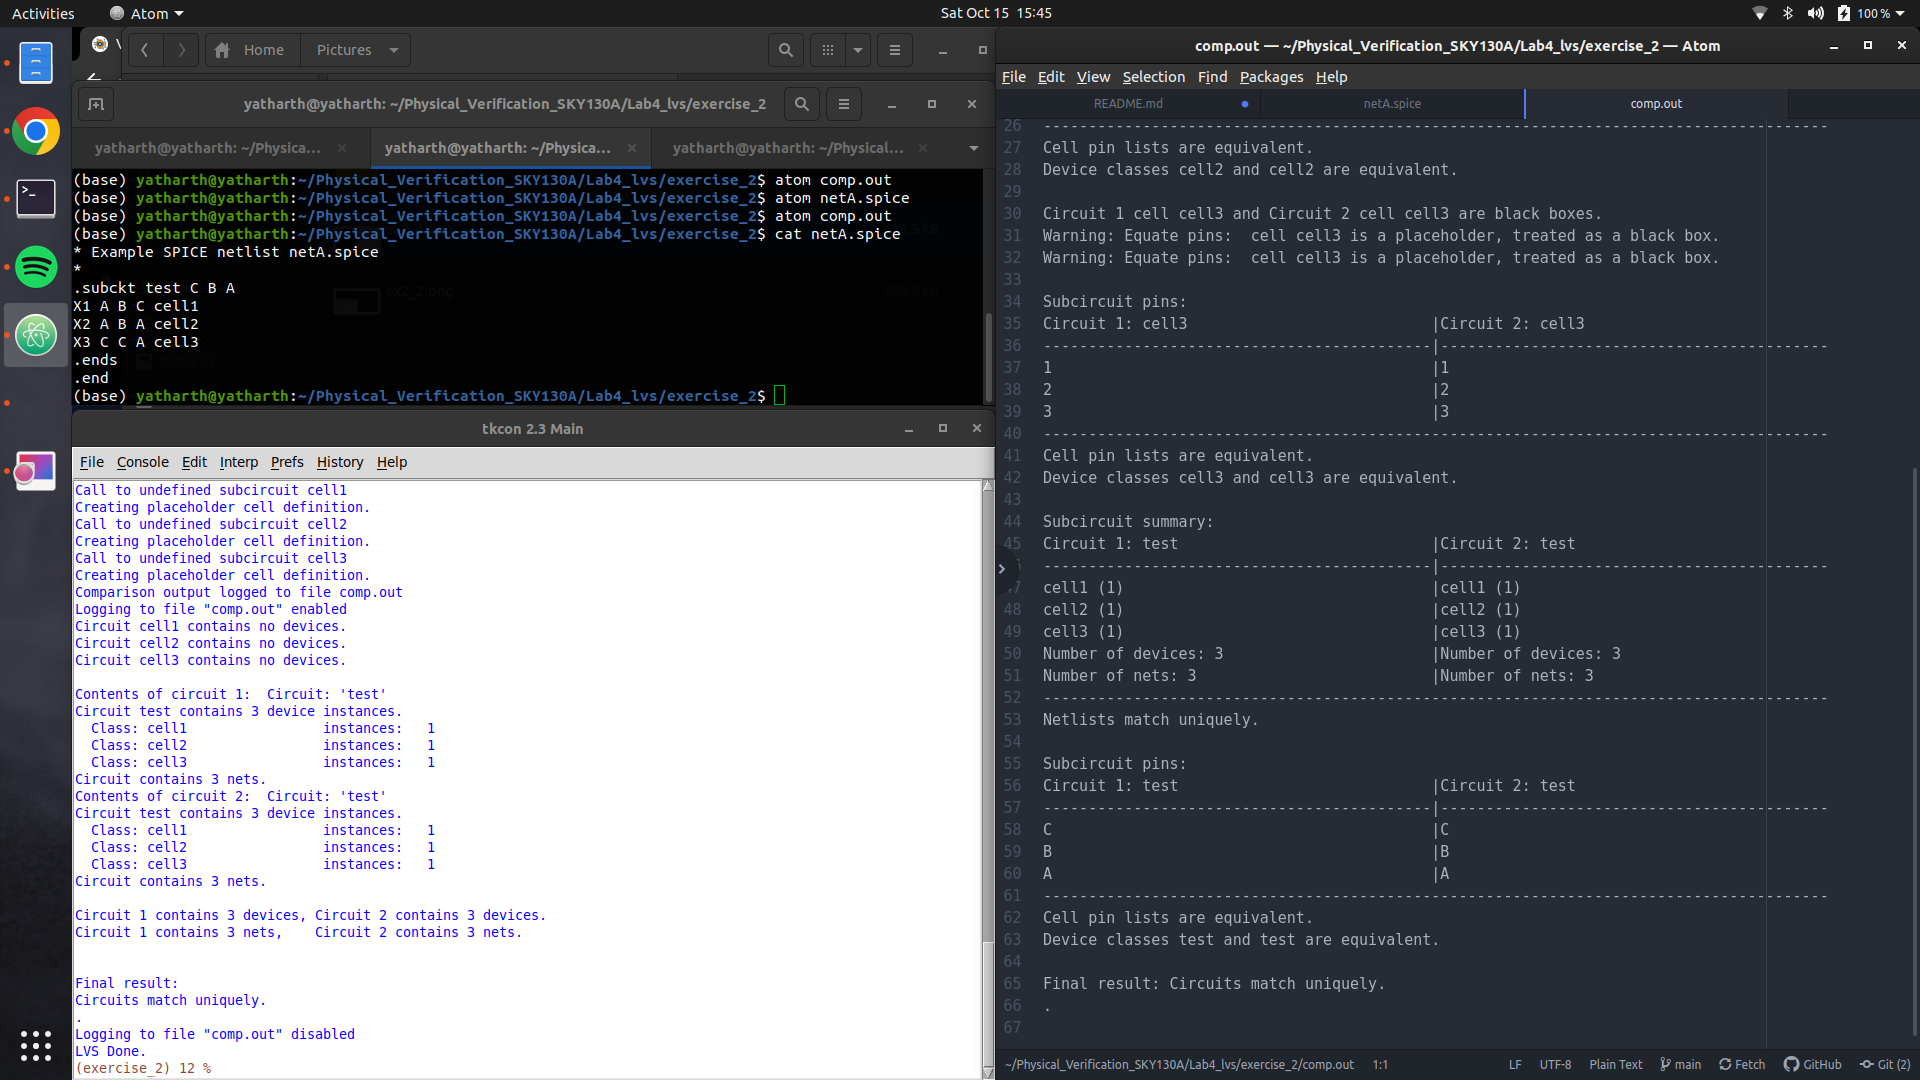 Activities
Atom
Sat Oct 15 15:45
100 %
Home
Pictures
yatharth@yatharth: ~/Physical_Verification_SKY130A/Lab4_lvs/exercise_2
yatharth@yatharth: ~/Physica...
yatharth@yatharth: ~/Physica...
yatharth@yatharth: ~/Physical...
(base) yatharth@yatharth:~/Physical_Verification_SKY130A/Lab4_lvs/exercise_2$ atom comp.out
(base) yatharth@yatharth:~/Physical_Verification_SKY130A/Lab4_lvs/exercise_2$ atom netA.spice
(base) yatharth@yatharth:~/Physical_Verification_SKY130A/Lab4_lvs/exercise_2$ atom comp.out
(base) yatharth@yatharth:~/Physical_Verification_SKY130A/Lab4_lvs/exercise_2$ cat netA.spice
* Example SPICE netlist netA.spice
*
.subckt test C B A
X1 A B C cell1
X2 A B A cell2
X3 C C A cell3
.ends
.end
(base) yatharth@yatharth:~/Physical_Verification_SKY130A/Lab4_lvs/exercise_2$
ex2_2.png
tkcon 2.3 Main
File Console Edit Interp Prefs History Help
Call to undefined subcircuit cell1
Creating placeholder cell definition.
Call to undefined subcircuit cell2
Creating placeholder cell definition.
Call to undefined subcircuit cell3
Creating placeholder cell definition.
Comparison output logged to file comp.out
Logging to file "comp.out" enabled
Circuit cell1 contains no devices.
Circuit cell2 contains no devices.
Circuit cell3 contains no devices.
Contents of circuit 1:  Circuit: 'test'
Circuit test contains 3 device instances.
Class: cell1 instances: 1
Class: cell2 instances: 1
Class: cell3 instances: 1
Circuit contains 3 nets.
Contents of circuit 2:  Circuit: 'test'
Circuit test contains 3 device instances.
Class: cell1 instances: 1
Class: cell2 instances: 1
Class: cell3 instances: 1
Circuit contains 3 nets.
Circuit 1 contains 3 devices, Circuit 2 contains 3 devices.
Circuit 1 contains 3 nets,    Circuit 2 contains 3 nets.
Final result:
Circuits match uniquely.
.
Logging to file "comp.out" disabled
LVS Done.
(exercise_2) 12 %
comp.out — ~/Physical_Verification_SKY130A/Lab4_lvs/exercise_2 — Atom
File Edit View Selection Find Packages Help
README.md
netA.spice
comp.out
26 ---------------------------------------------------------------------------------------
27 Cell pin lists are equivalent.
28 Device classes cell2 and cell2 are equivalent.
29
30 Circuit 1 cell cell3 and Circuit 2 cell cell3 are black boxes.
31 Warning: Equate pins:  cell cell3 is a placeholder, treated as a black box.
32 Warning: Equate pins:  cell cell3 is a placeholder, treated as a black box.
33
34 Subcircuit pins:
35 Circuit 1: cell3 |Circuit 2: cell3
36 -------------------------------------------|-------------------------------------------
37 1 |1
38 2 |2
39 3 |3
40 ---------------------------------------------------------------------------------------
41 Cell pin lists are equivalent.
42 Device classes cell3 and cell3 are equivalent.
43
44 Subcircuit summary:
45 Circuit 1: test |Circuit 2: test
-------------------------------------------|-------------------------------------------
7 cell1 (1) |cell1 (1)
48 cell2 (1) |cell2 (1)
49 cell3 (1) |cell3 (1)
50 Number of devices: 3 |Number of devices: 3
51 Number of nets: 3 |Number of nets: 3
52 ---------------------------------------------------------------------------------------
53 Netlists match uniquely.
54
55 Subcircuit pins:
56 Circuit 1: test |Circuit 2: test
57 -------------------------------------------|-------------------------------------------
58 C |C
59 B |B
60 A |A
61 ---------------------------------------------------------------------------------------
62 Cell pin lists are equivalent.
63 Device classes test and test are equivalent.
64
65 Final result: Circuits match uniquely.
66 .
67
~/Physical_Verification_SKY130A/Lab4_lvs/exercise_2/comp.out 1:1
LF UTF-8 Plain Text main Fetch GitHub Git (2)